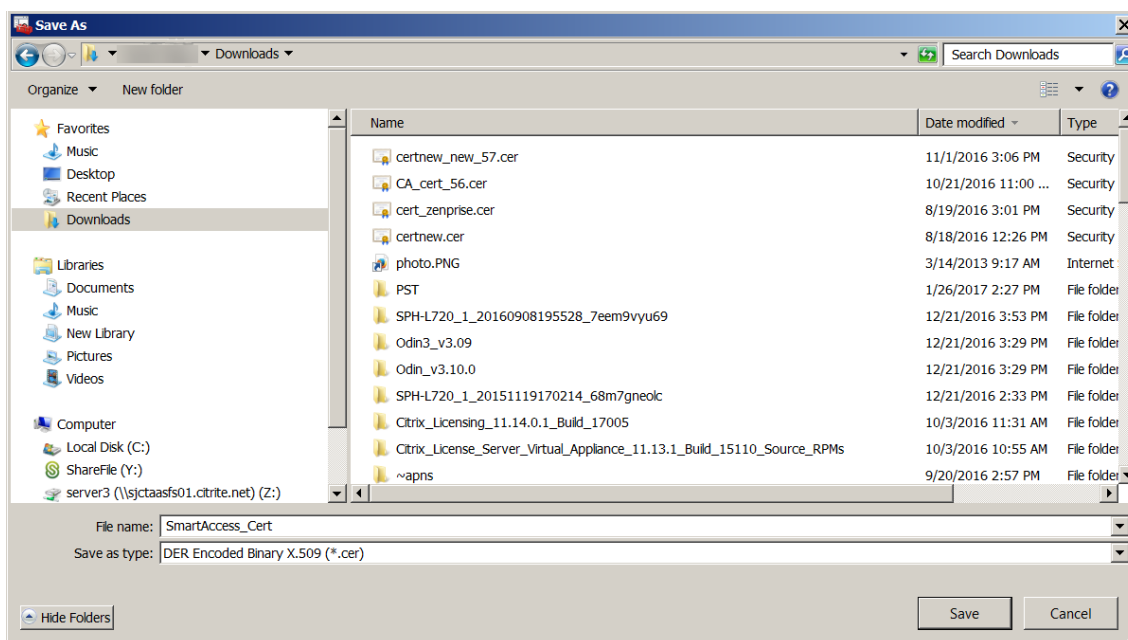 Save As
Downloads
Search Downloads
Organize New folder
Favorites
Music
Desktop
Recent Places
Downloads
Libraries
Documents
Music
New Library
Pictures
Videos
Computer
Local Disk (C:)
ShareFile (Y:)
server3 (\\sjctaasfs01.citrite.net) (Z:)
Name Date modified Type
certnew_new_57.cer 11/1/2016 3:06 PM Security
CA_cert_56.cer 10/21/2016 11:00 ... Security
cert_zenprise.cer 8/19/2016 3:01 PM Security
certnew.cer 8/18/2016 12:26 PM Security
photo.PNG 3/14/2013 9:17 AM Internet
PST 1/26/2017 2:27 PM File folder
SPH-L720_1_20160908195528_7eem9vyu69 12/21/2016 3:53 PM File folder
Odin3_v3.09 12/21/2016 3:29 PM File folder
Odin_v3.10.0 12/21/2016 3:29 PM File folder
SPH-L720_1_20151119170214_68m7gneolc 12/21/2016 2:33 PM File folder
Citrix_Licensing_11.14.0.1_Build_17005 10/3/2016 11:31 AM File folder
Citrix_License_Server_Virtual_Appliance_11.13.1_Build_15110_Source_RPMs 10/3/2016 10:55 AM File folder
~apns 9/20/2016 2:57 PM File folder
File name: SmartAccess_Cert
Save as type: DER Encoded Binary X.509 (*.cer)
Hide Folders Save Cancel